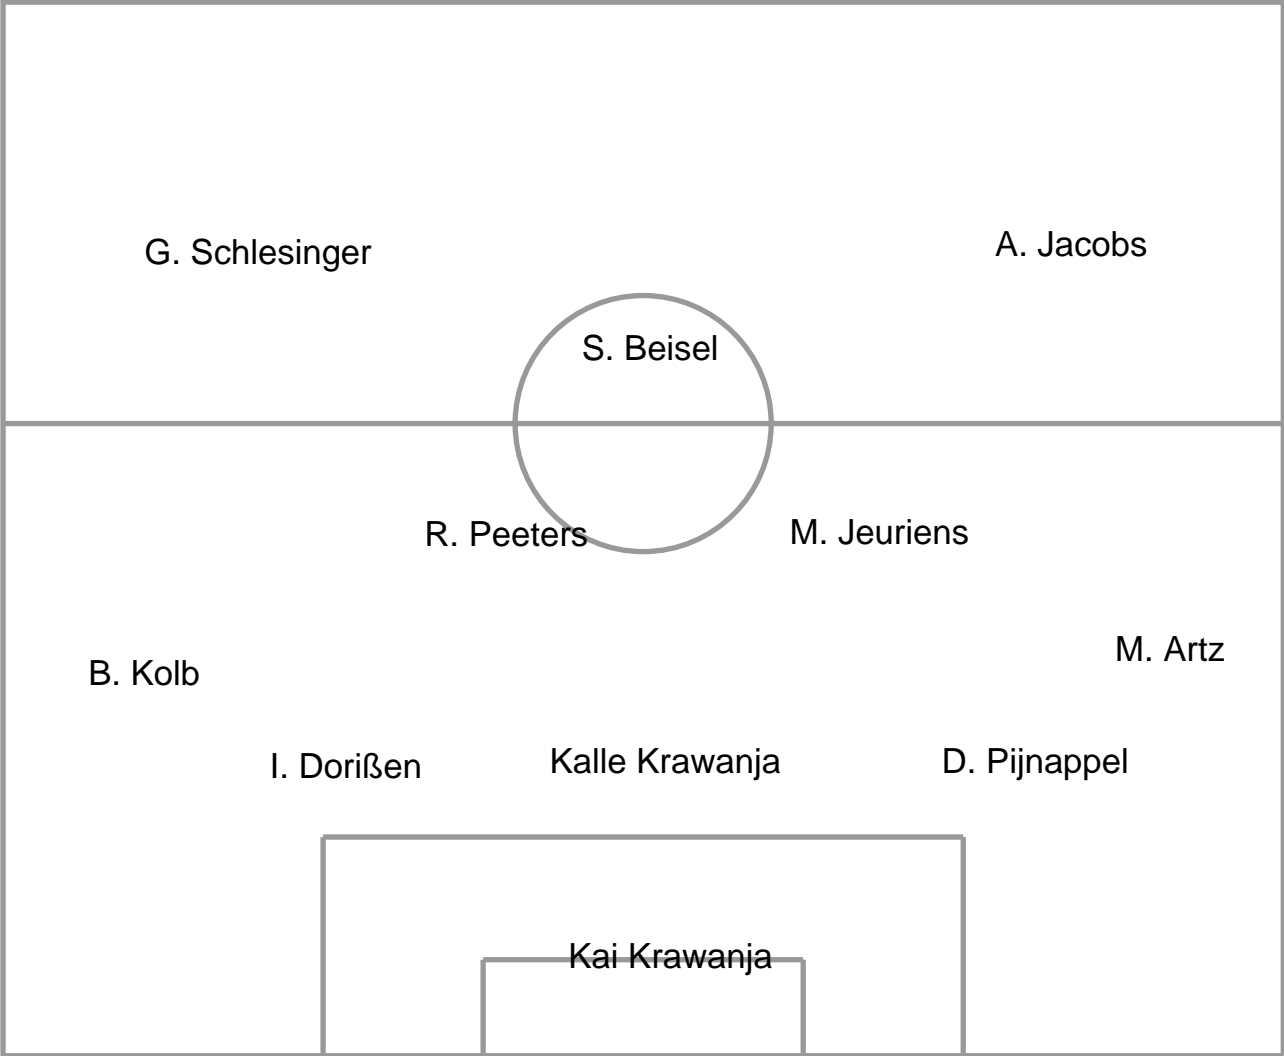 G. Schlesinger
A. Jacobs
S. Beisel
R. Peeters
M. Jeuriens
B. Kolb
M. Artz
I. Dorißen
Kalle Krawanja
D. Pijnappel
Kai Krawanja